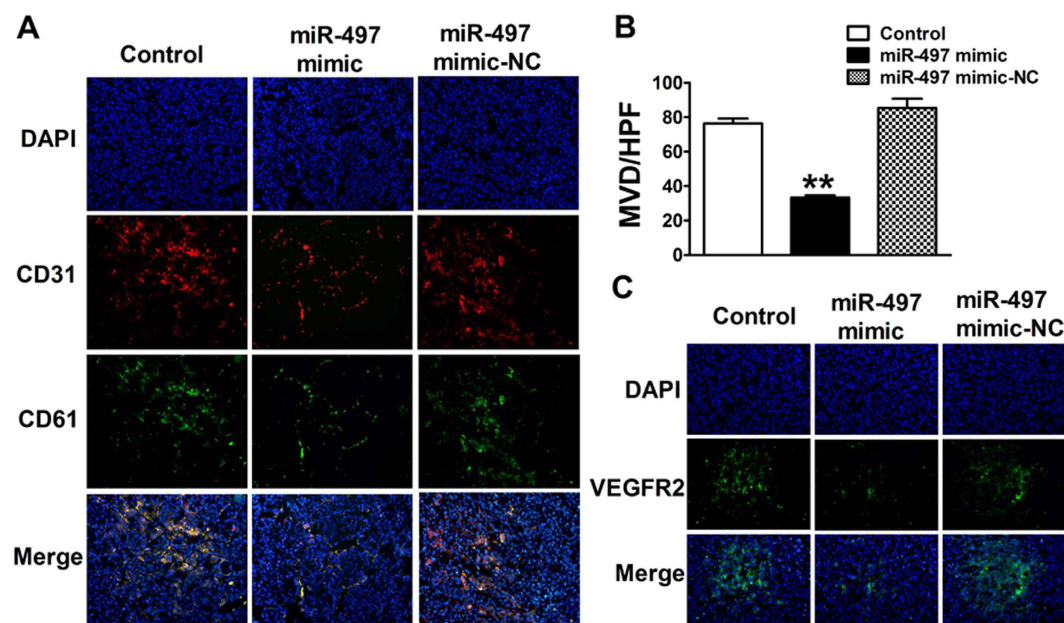 A
Control
miR-497
mimic
miR-497
mimic-NC
DAPI
CD31
CD61
Merge
B
Control
miR-497 mimic
miR-497 mimic-NC
MVD/HPF
100
80
60
40
20
0
**
C
Control
miR-497
mimic
miR-497
mimic-NC
DAPI
VEGFR2
Merge